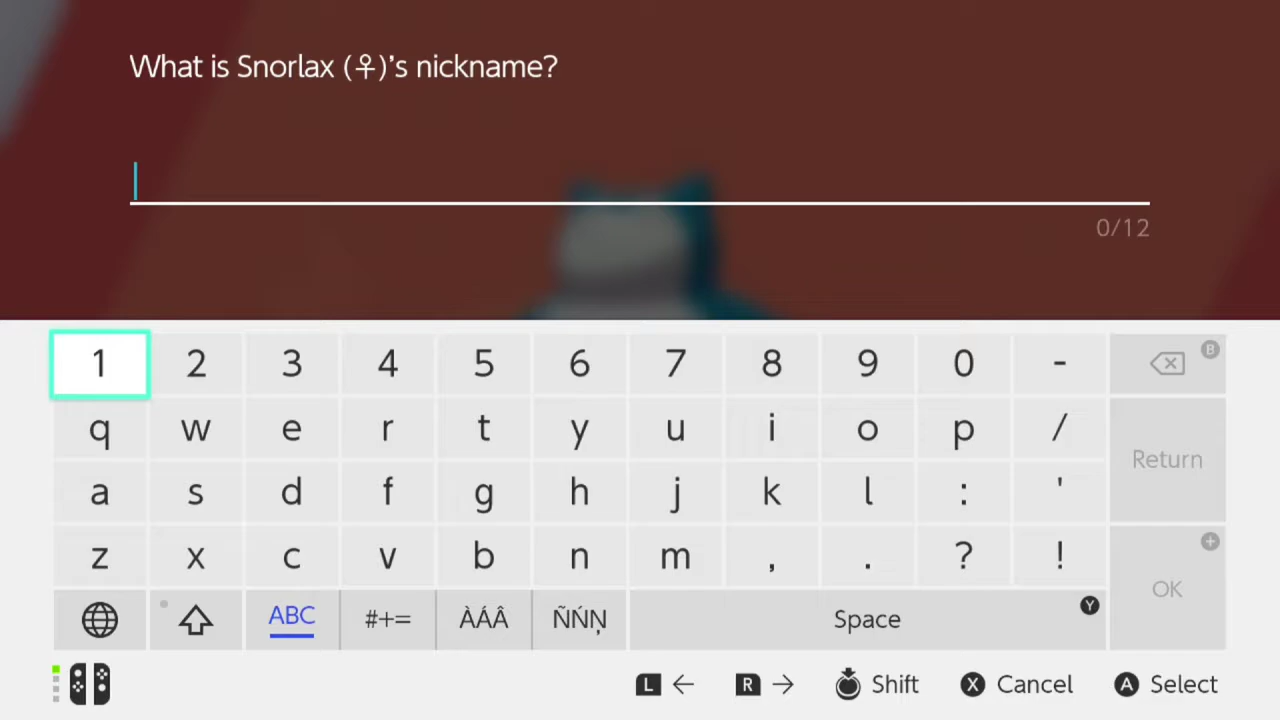 What is Snorlax (♀)'s nickname?
0/12
1 2 3 4 5 6 7 8 9 0 - B
q w e r t y u i o p /
Return
a s d f g h j k l : '
z x c v b n m , . ? ! +
OK
ABC #+= ÀÁÂ ÑŃŅ Space Y
L ← R → Shift X Cancel A Select